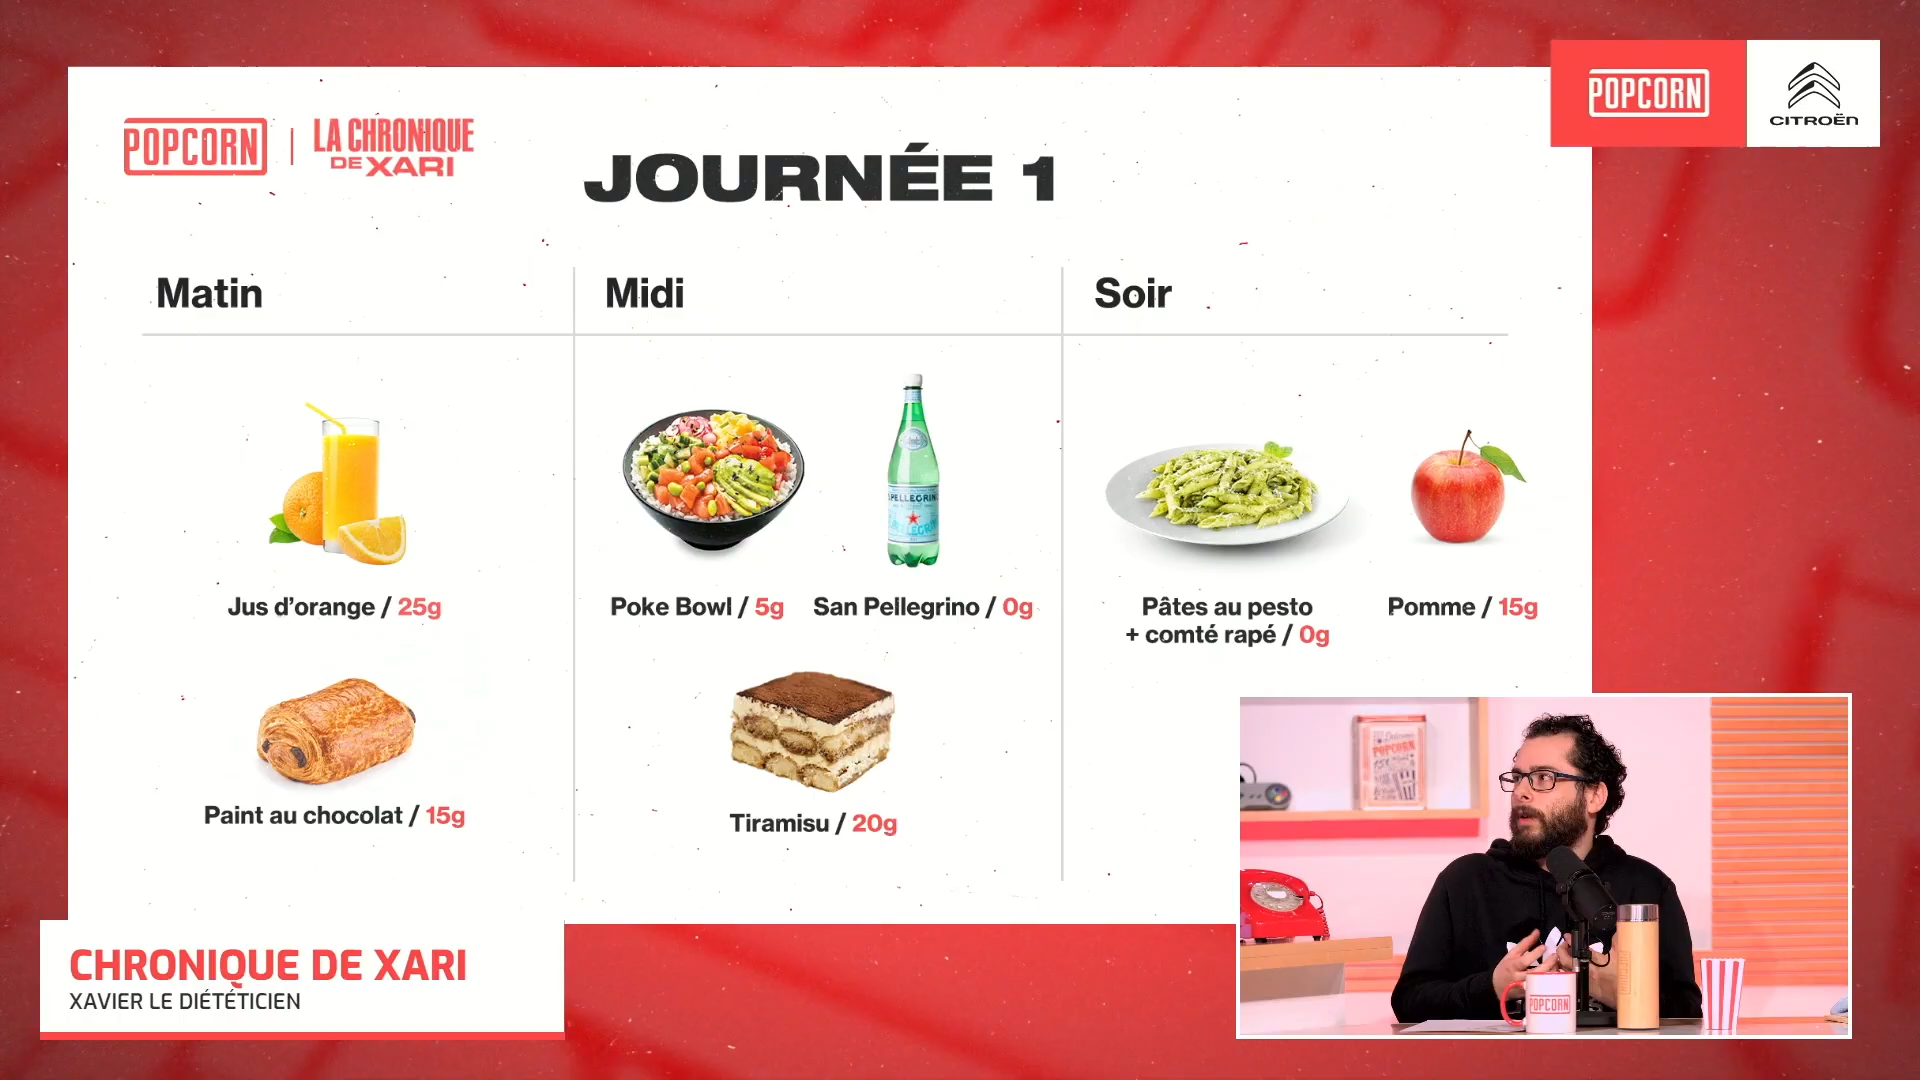 POPCORN
CITROËN
POPCORN | LA CHRONIQUE
DE XARI
JOURNÉE 1
Matin
Midi
Soir
Jus d'orange / 25g
Paint au chocolat / 15g
Poke Bowl / 5g
San Pellegrino / 0g
Tiramisu / 20g
Pâtes au pesto
+ comté rapé / 0g
Pomme / 15g
S.PELLEGRINO
POPCORN
POPCORN
CHRONIQUE DE XARI
XAVIER LE DIÉTÉTICIEN